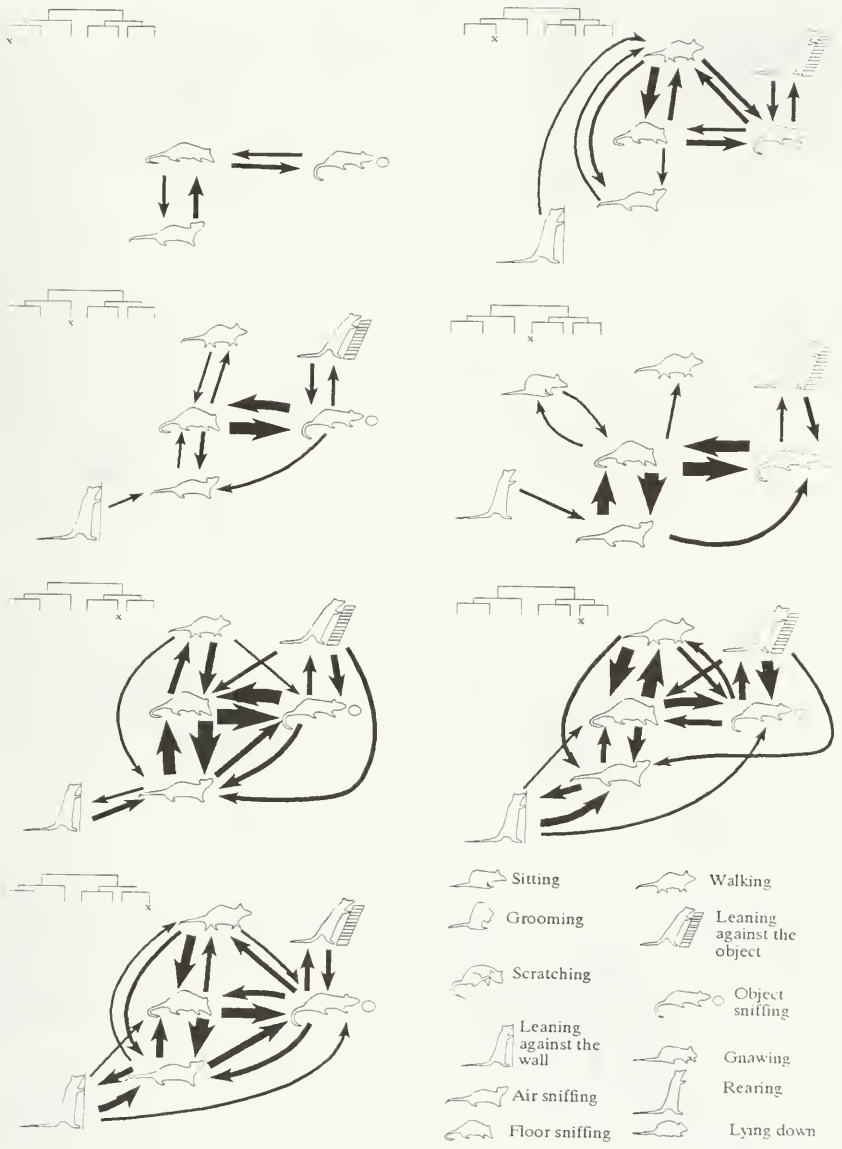 x
x
x
x
x
x
x
Sitting
Walking
Grooming
Leaning
against the
object
Scratching
Object
sniffing
Leaning
against the
wall
Gnawing
Rearing
Air sniffing
Floor sniffing
Lying down